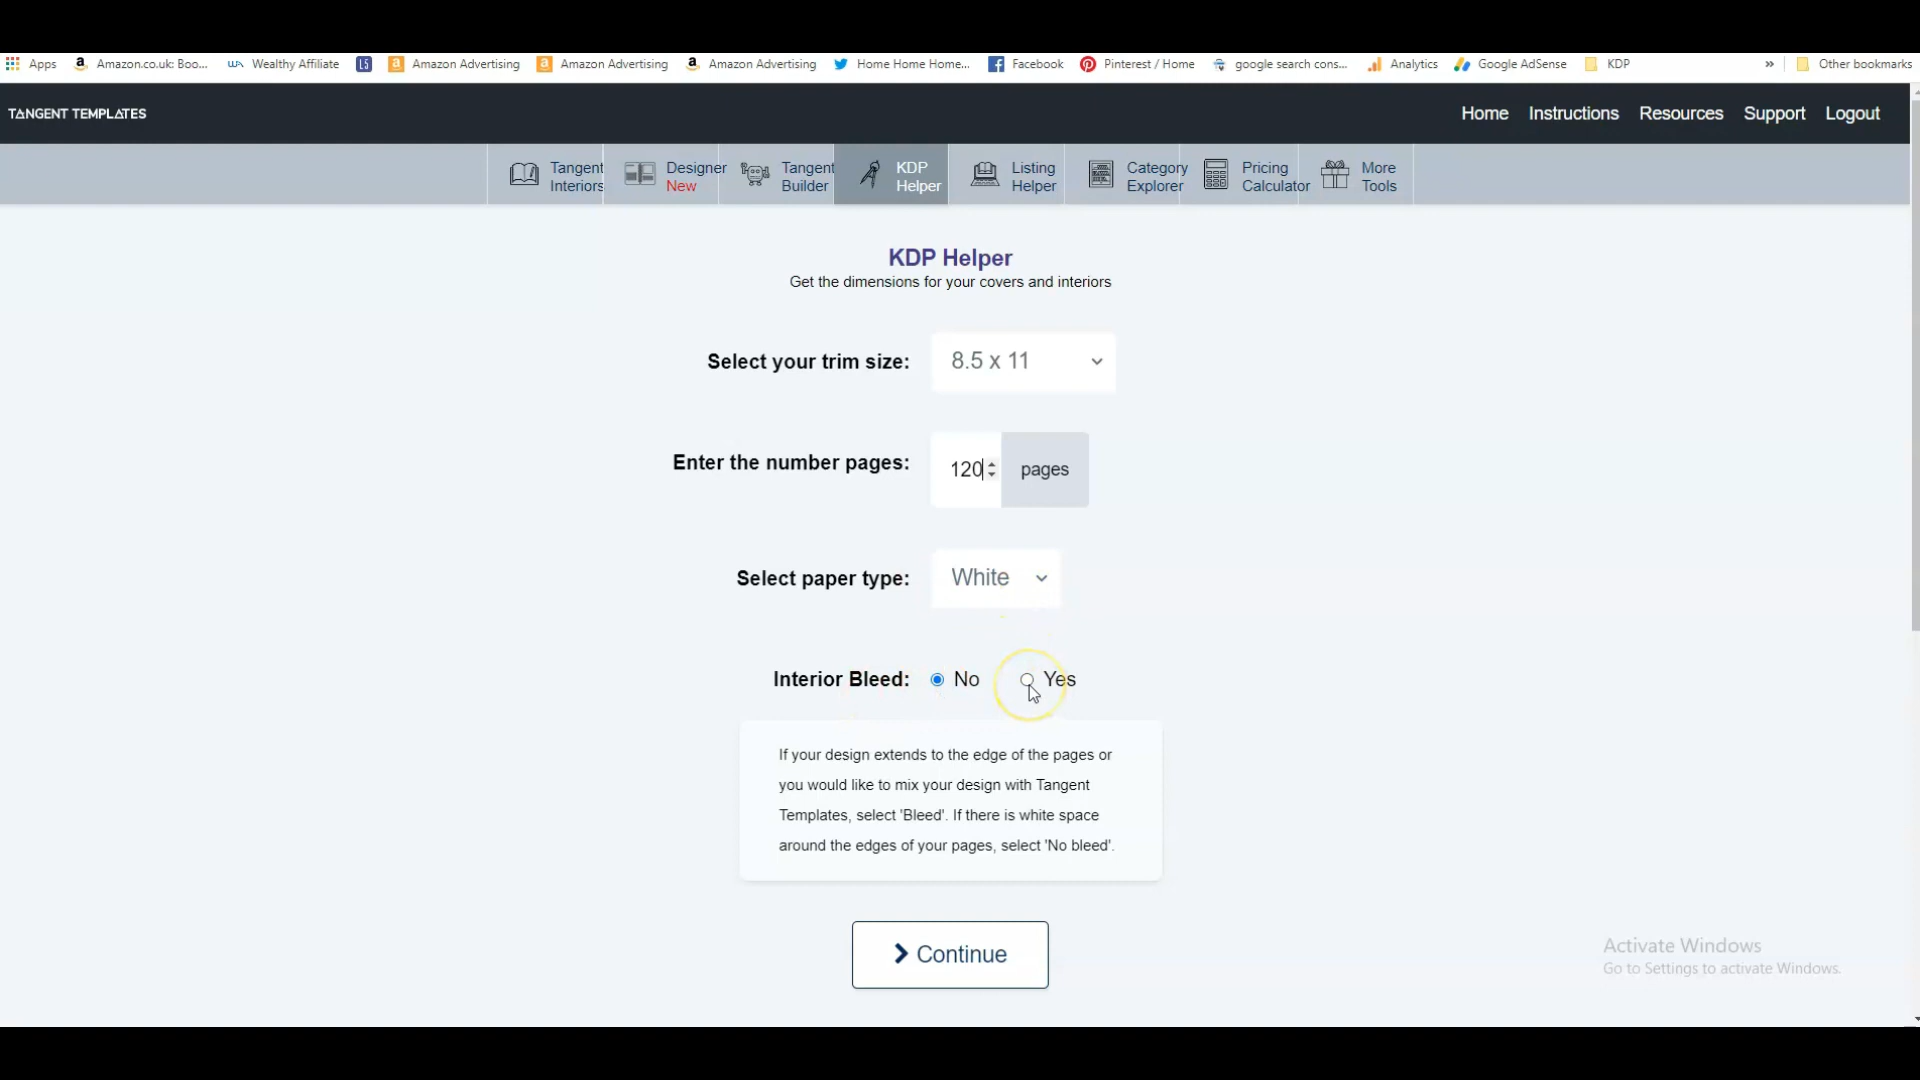 Apps Amazon.co.uk: Boo... Wealthy Affiliate L5 Amazon Advertising Amazon Advertising Amazon Advertising Home Home Home... Facebook Pinterest / Home google search cons... Analytics Google AdSense KDP » Other bookmarks
TANGENT TEMPLATES
Home Instructions Resources Support Logout
Tangent Interiors
Designer New
Tangent Builder
KDP Helper
Listing Helper
Category Explorer
Pricing Calculator
More Tools
KDP Helper
Get the dimensions for your covers and interiors
Select your trim size: 8.5 x 11
Enter the number pages: 120 pages
Select paper type: White
Interior Bleed: No Yes
If your design extends to the edge of the pages or
you would like to mix your design with Tangent
Templates, select 'Bleed'. If there is white space
around the edges of your pages, select 'No bleed'.
Continue
Activate Windows
Go to Settings to activate Windows.